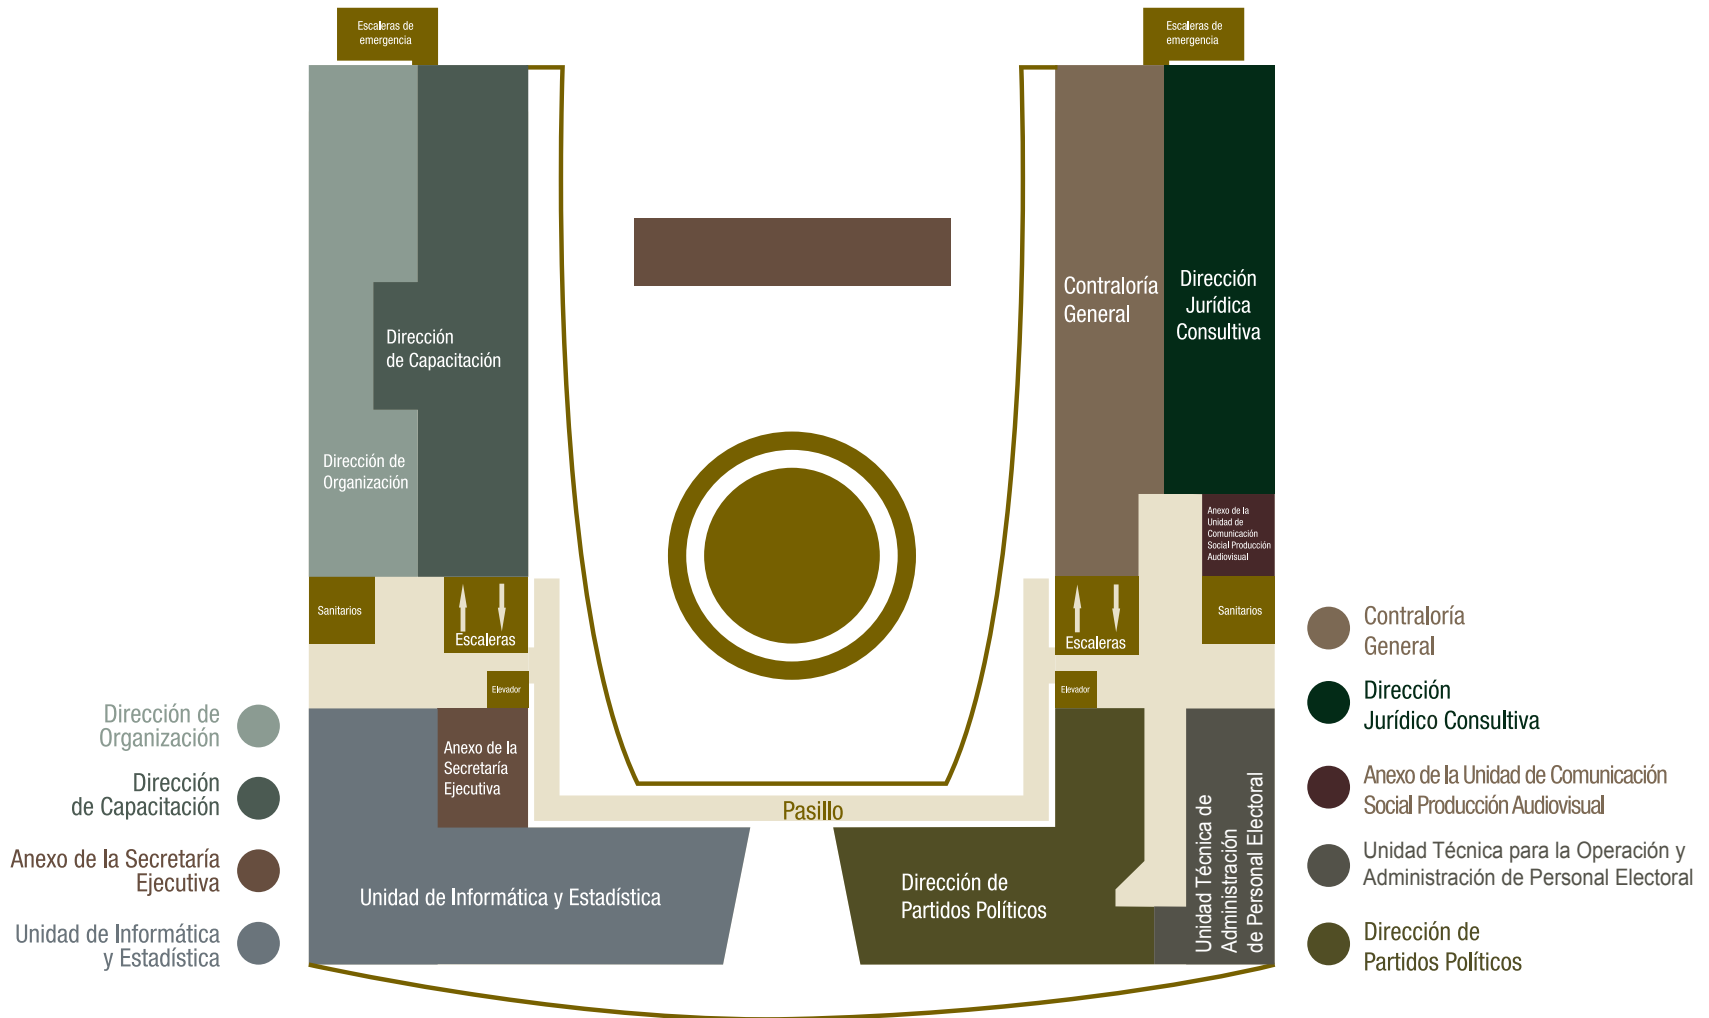 Escaleras de
emergencia
Escaleras de
emergencia
Dirección
de Capacitación
Dirección de
Organización
Contraloría
General
Dirección
Jurídica
Consultiva
Anexo de la
Unidad de
Comunicación
Social Producción
Audiovisual
Sanitarios
Escaleras
Elevador
Escaleras
Elevador
Sanitarios
Anexo de la
Secretaría
Ejecutiva
Pasillo
Unidad de Informática y Estadística
Dirección de
Partidos Políticos
Unidad Técnica de
Administración
de Personal Electoral
Dirección de
Organización
Dirección
de Capacitación
Anexo de la Secretaría
Ejecutiva
Unidad de Informática
y Estadística
Contraloría
General
Dirección
Jurídico Consultiva
Anexo de la Unidad de Comunicación
Social Producción Audiovisual
Unidad Técnica para la Operación y
Administración de Personal Electoral
Dirección de
Partidos Políticos